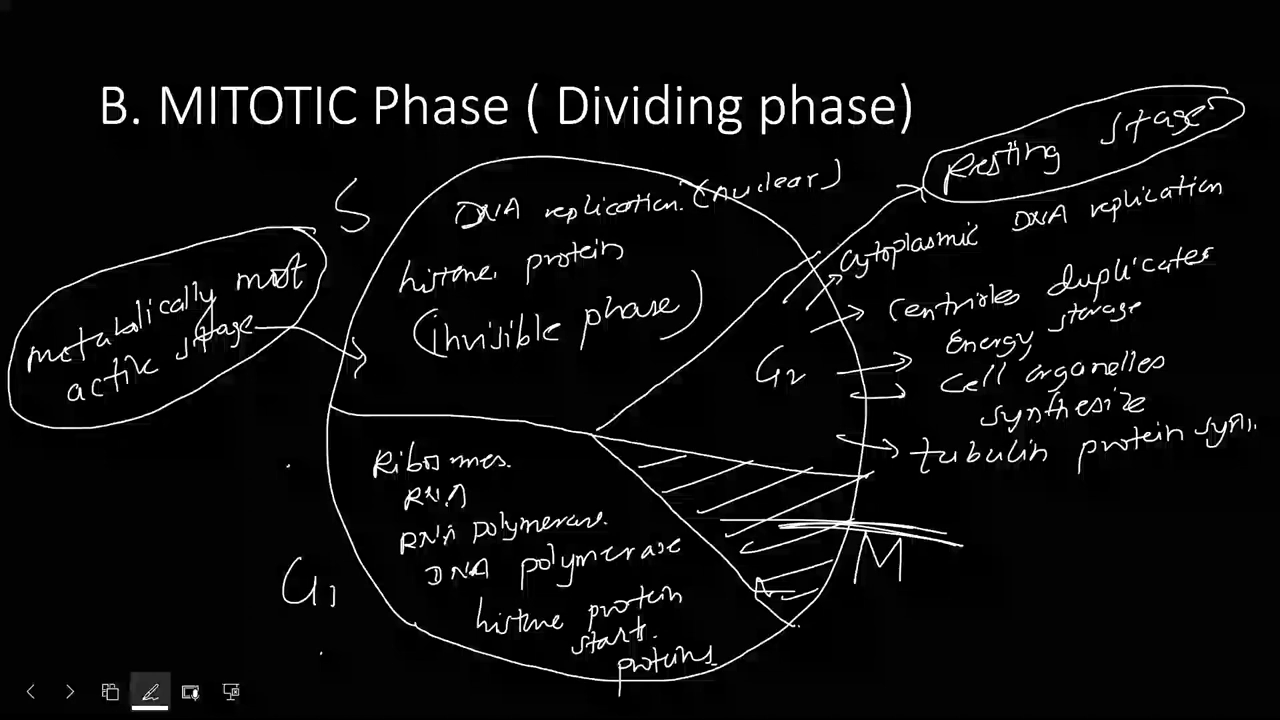 B. MITOTIC Phase ( Dividing phase)
Resting stage
S
DNA replication. (nuclear)
histone protein
(invisible phase)
metabolically most
active stage
Cytoplasmic DNA replication
Centrioles duplicates
Energy storage
G2
Cell organelles
synthesize
tubulin protein syn.
Ribosomes.
RNA
RNA polymerase.
DNA polymerase
histone protein
start.
proteins
G1
M